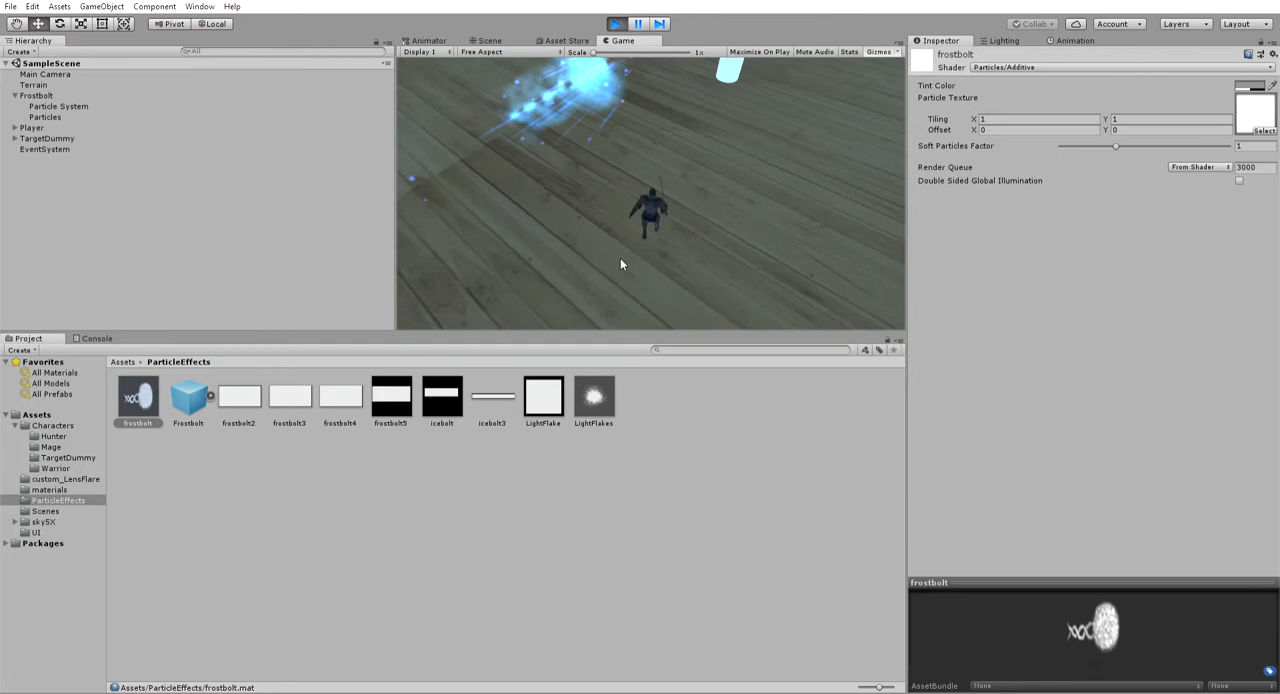 File Edit Assets GameObject Component Window Help
Pivot Local Collab Account Layers Layout
Hierarchy Animator Scene Asset Store Game Inspector Lighting Animation
Create All Display 1 Free Aspect Scale 1x Maximize On Play Mute Audio Stats Gizmos frostbolt
SampleScene Shader Particles/Additive
Main Camera
Terrain Tint Color
Frostbolt Particle Texture
Particle System
Particles Tiling X 1 Y 1
Player Offset X 0 Y 0 Select
TargetDummy Soft Particles Factor 1
EventSystem
Render Queue From Shader 3000
Double Sided Global Illumination
Project Console
Create
Favorites Assets ParticleEffects
All Materials
All Models
All Prefabs
Assets
Characters frostbolt Frostbolt frostbolt2 frostbolt3 frostbolt4 frostbolt5 icebolt icebolt3 LightFlake LightFlakes
Hunter
Mage
TargetDummy
Warrior
custom_LensFlare
materials
ParticleEffects
Scenes
sky5X
UI
Packages
frostbolt
Assets/ParticleEffects/frostbolt.mat AssetBundle None None